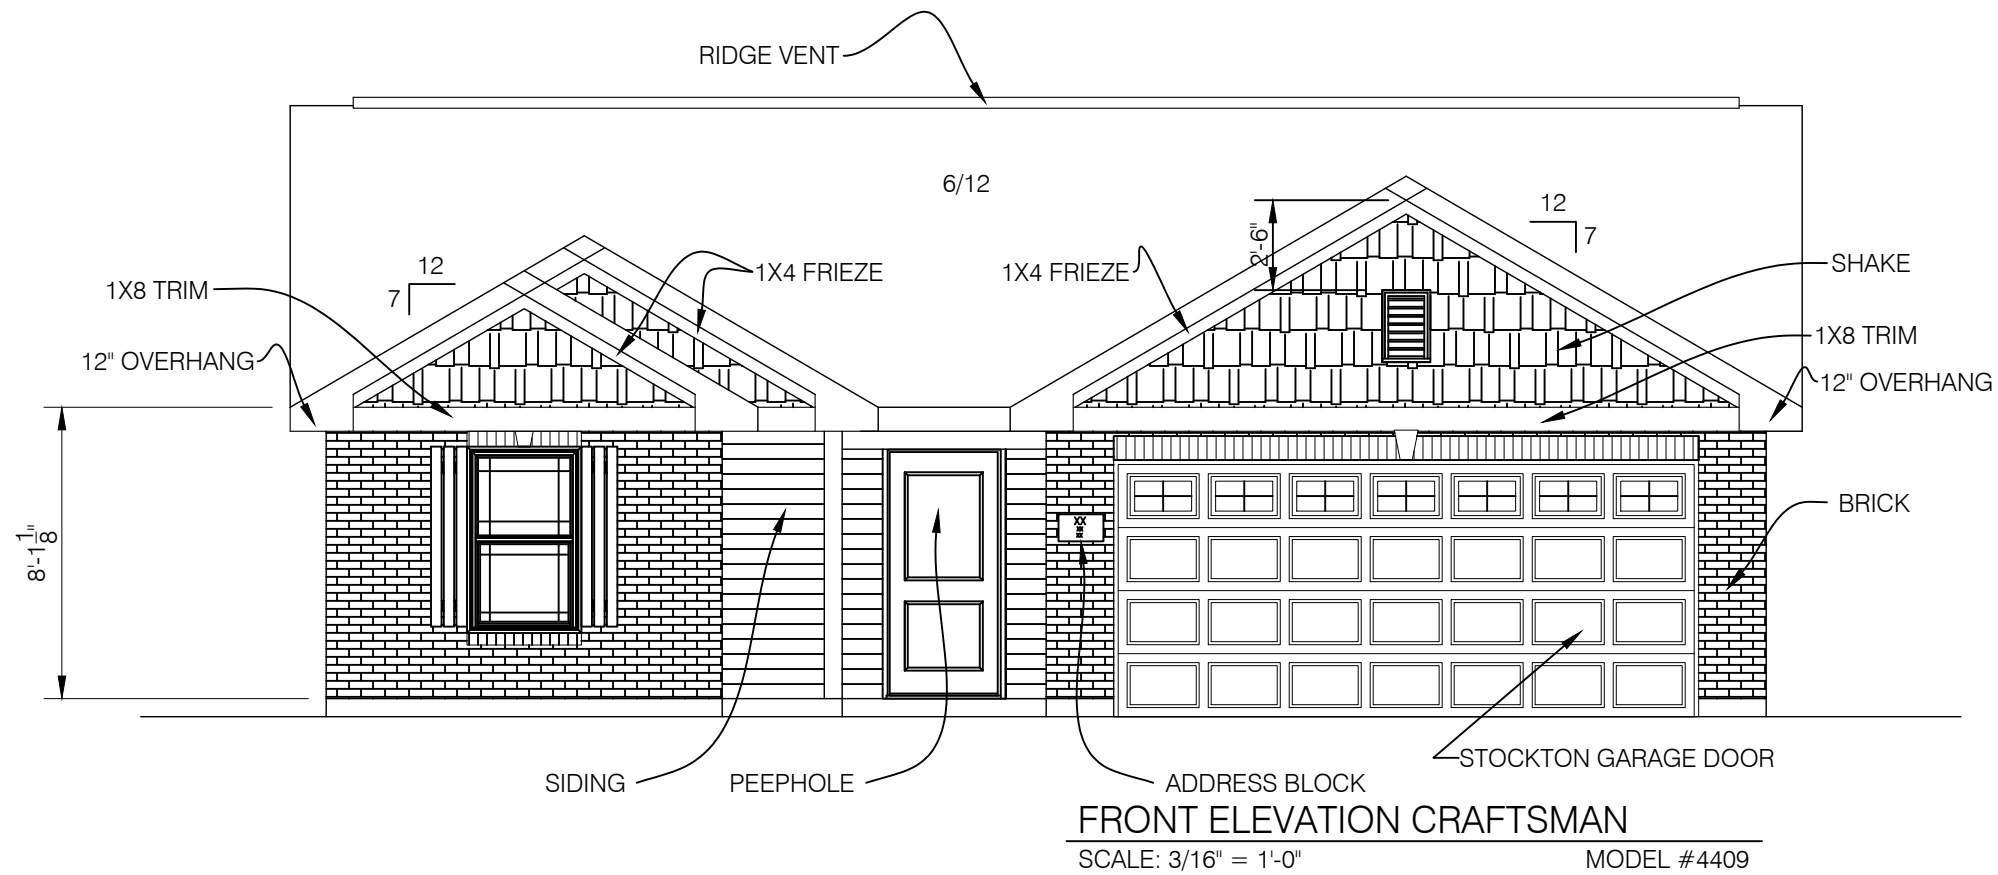 RIDGE VENT
6/12
12
7
2'-6"
12
7
1X4 FRIEZE
1X4 FRIEZE
SHAKE
1X8 TRIM
1X8 TRIM
12" OVERHANG
12" OVERHANG
8'-1 1/8"
XX
XX
XX
BRICK
STOCKTON GARAGE DOOR
SIDING
PEEPHOLE
ADDRESS BLOCK
FRONT ELEVATION CRAFTSMAN
SCALE: 3/16" = 1'-0"
MODEL #4409